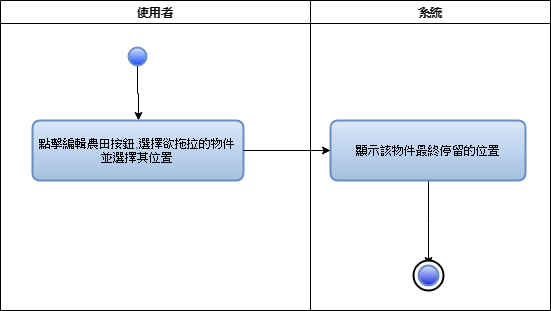 使用者
系統
點擊編輯農田按鈕,選擇欲拖拉的物件
並選擇其位置
顯示該物件最終停留的位置